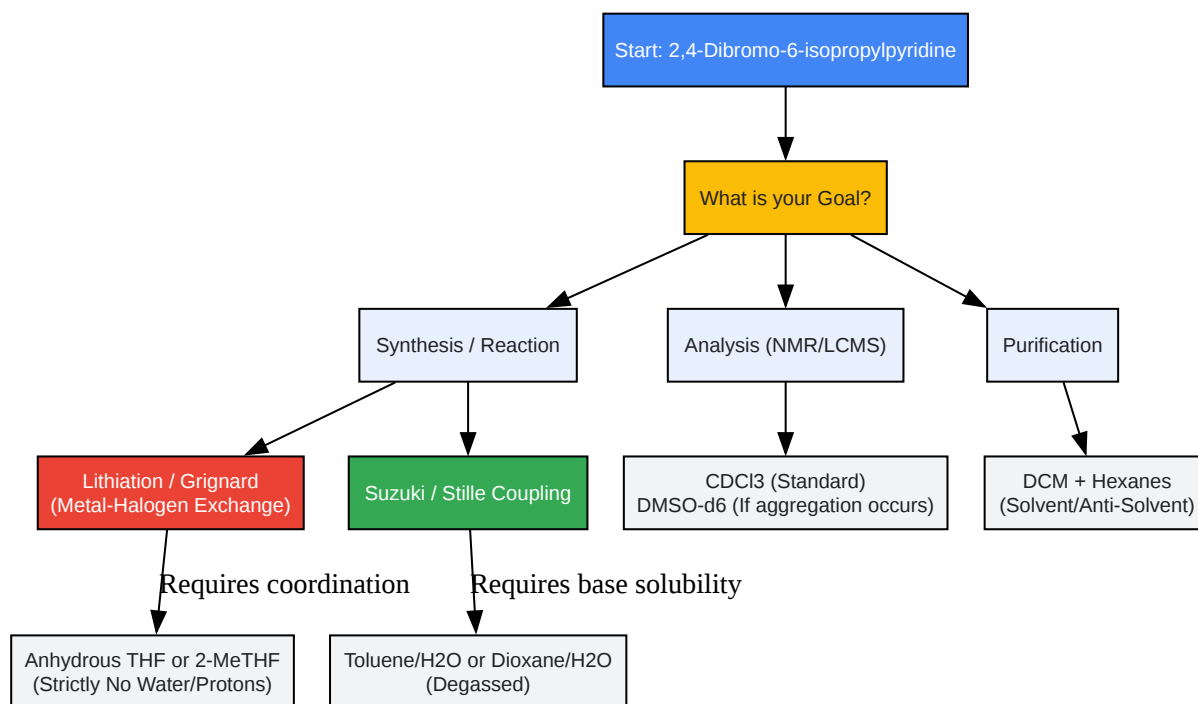 Start: 2,4-Dibromo-6-isopropylpyridine
What is your Goal?
Synthesis / Reaction
Analysis (NMR/LCMS)
Purification
Lithiation / Grignard
(Metal-Halogen Exchange)
Suzuki / Stille Coupling
CDCl3 (Standard)
DMSO-d6 (If aggregation occurs)
DCM + Hexanes
(Solvent/Anti-Solvent)
Requires coordination
Requires base solubility
Anhydrous THF or 2-MeTHF
(Strictly No Water/Protons)
Toluene/H2O or Dioxane/H2O
(Degassed)